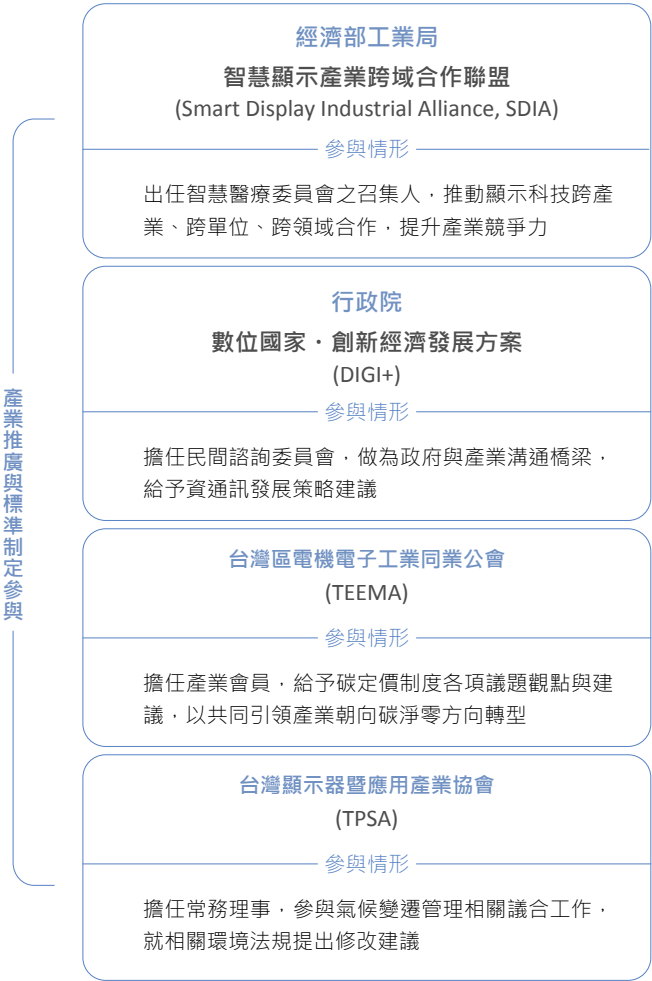 產業推廣與標準制定參與
經濟部工業局
智慧顯示產業跨域合作聯盟
(Smart Display Industrial Alliance, SDIA)
參與情形
出任智慧醫療委員會之召集人，推動顯示科技跨產
業、跨單位、跨領域合作，提升產業競爭力
行政院
數位國家・創新經濟發展方案
(DIGI+)
參與情形
擔任民間諮詢委員會，做為政府與產業溝通橋梁，
給予資通訊發展策略建議
台灣區電機電子工業同業公會
(TEEMA)
參與情形
擔任產業會員，給予碳定價制度各項議題觀點與建
議，以共同引領產業朝向碳淨零方向轉型
台灣顯示器暨應用產業協會
(TPSA)
參與情形
擔任常務理事，參與氣候變遷管理相關議合工作，
就相關環境法規提出修改建議